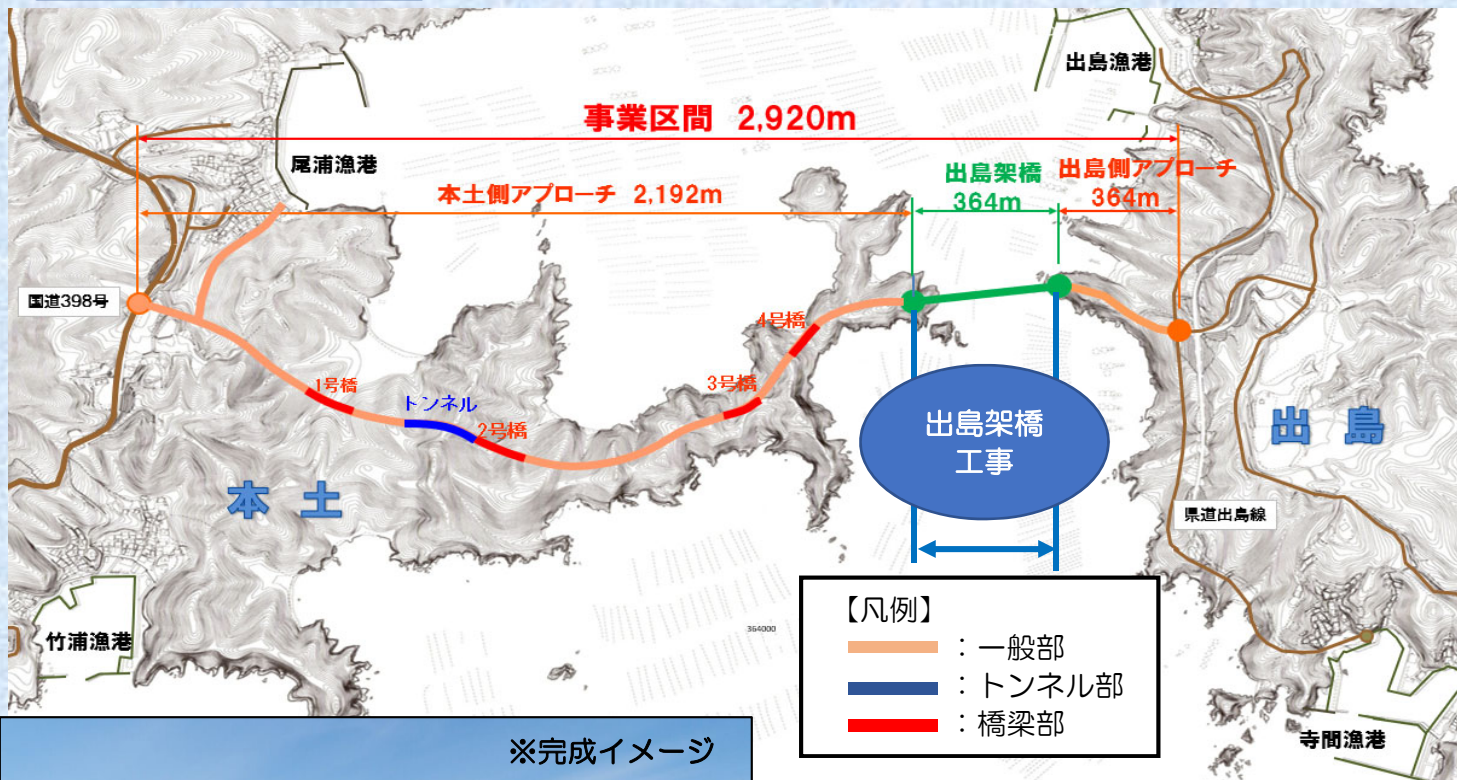 出島漁港
事業区間 2,920m
尾浦漁港
本土側アプローチ 2,192m
出島架橋
364m
出島側アプローチ
364m
国道398号
4号橋
3号橋
1号橋
トンネル
2号橋
出島架橋
工事
出島
本土
県道出島線
竹浦漁港
364000
【凡例】
：一般部
：トンネル部
：橋梁部
寺間漁港
※完成イメージ